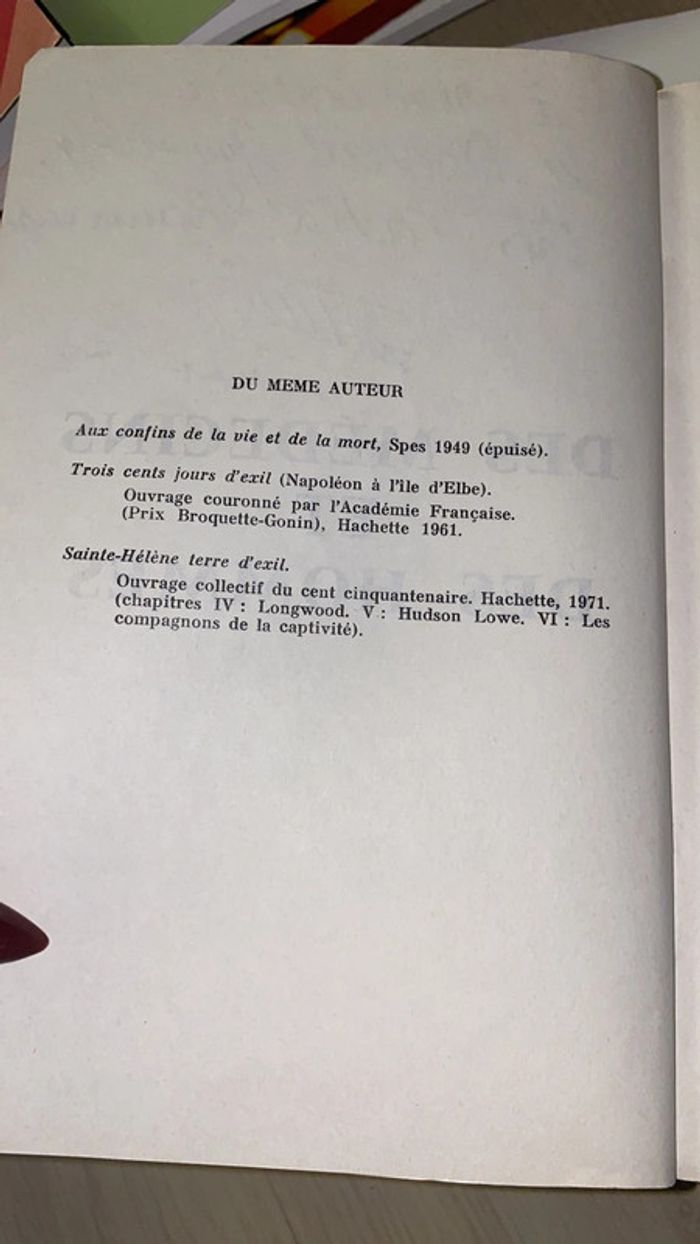 DU MEME AUTEUR
Aux confins de la vie et de la mort, Spes 1949 (épuisé).
Trois cents jours d'exil (Napoléon à l'île d'Elbe).
Ouvrage couronné par l'Académie Française.
(Prix Broquette-Gonin), Hachette 1961.
Sainte-Hélène terre d'exil.
Ouvrage collectif du cent cinquantenaire. Hachette, 1971.
(chapitres IV : Longwood. V : Hudson Lowe. VI : Les
compagnons de la captivité).